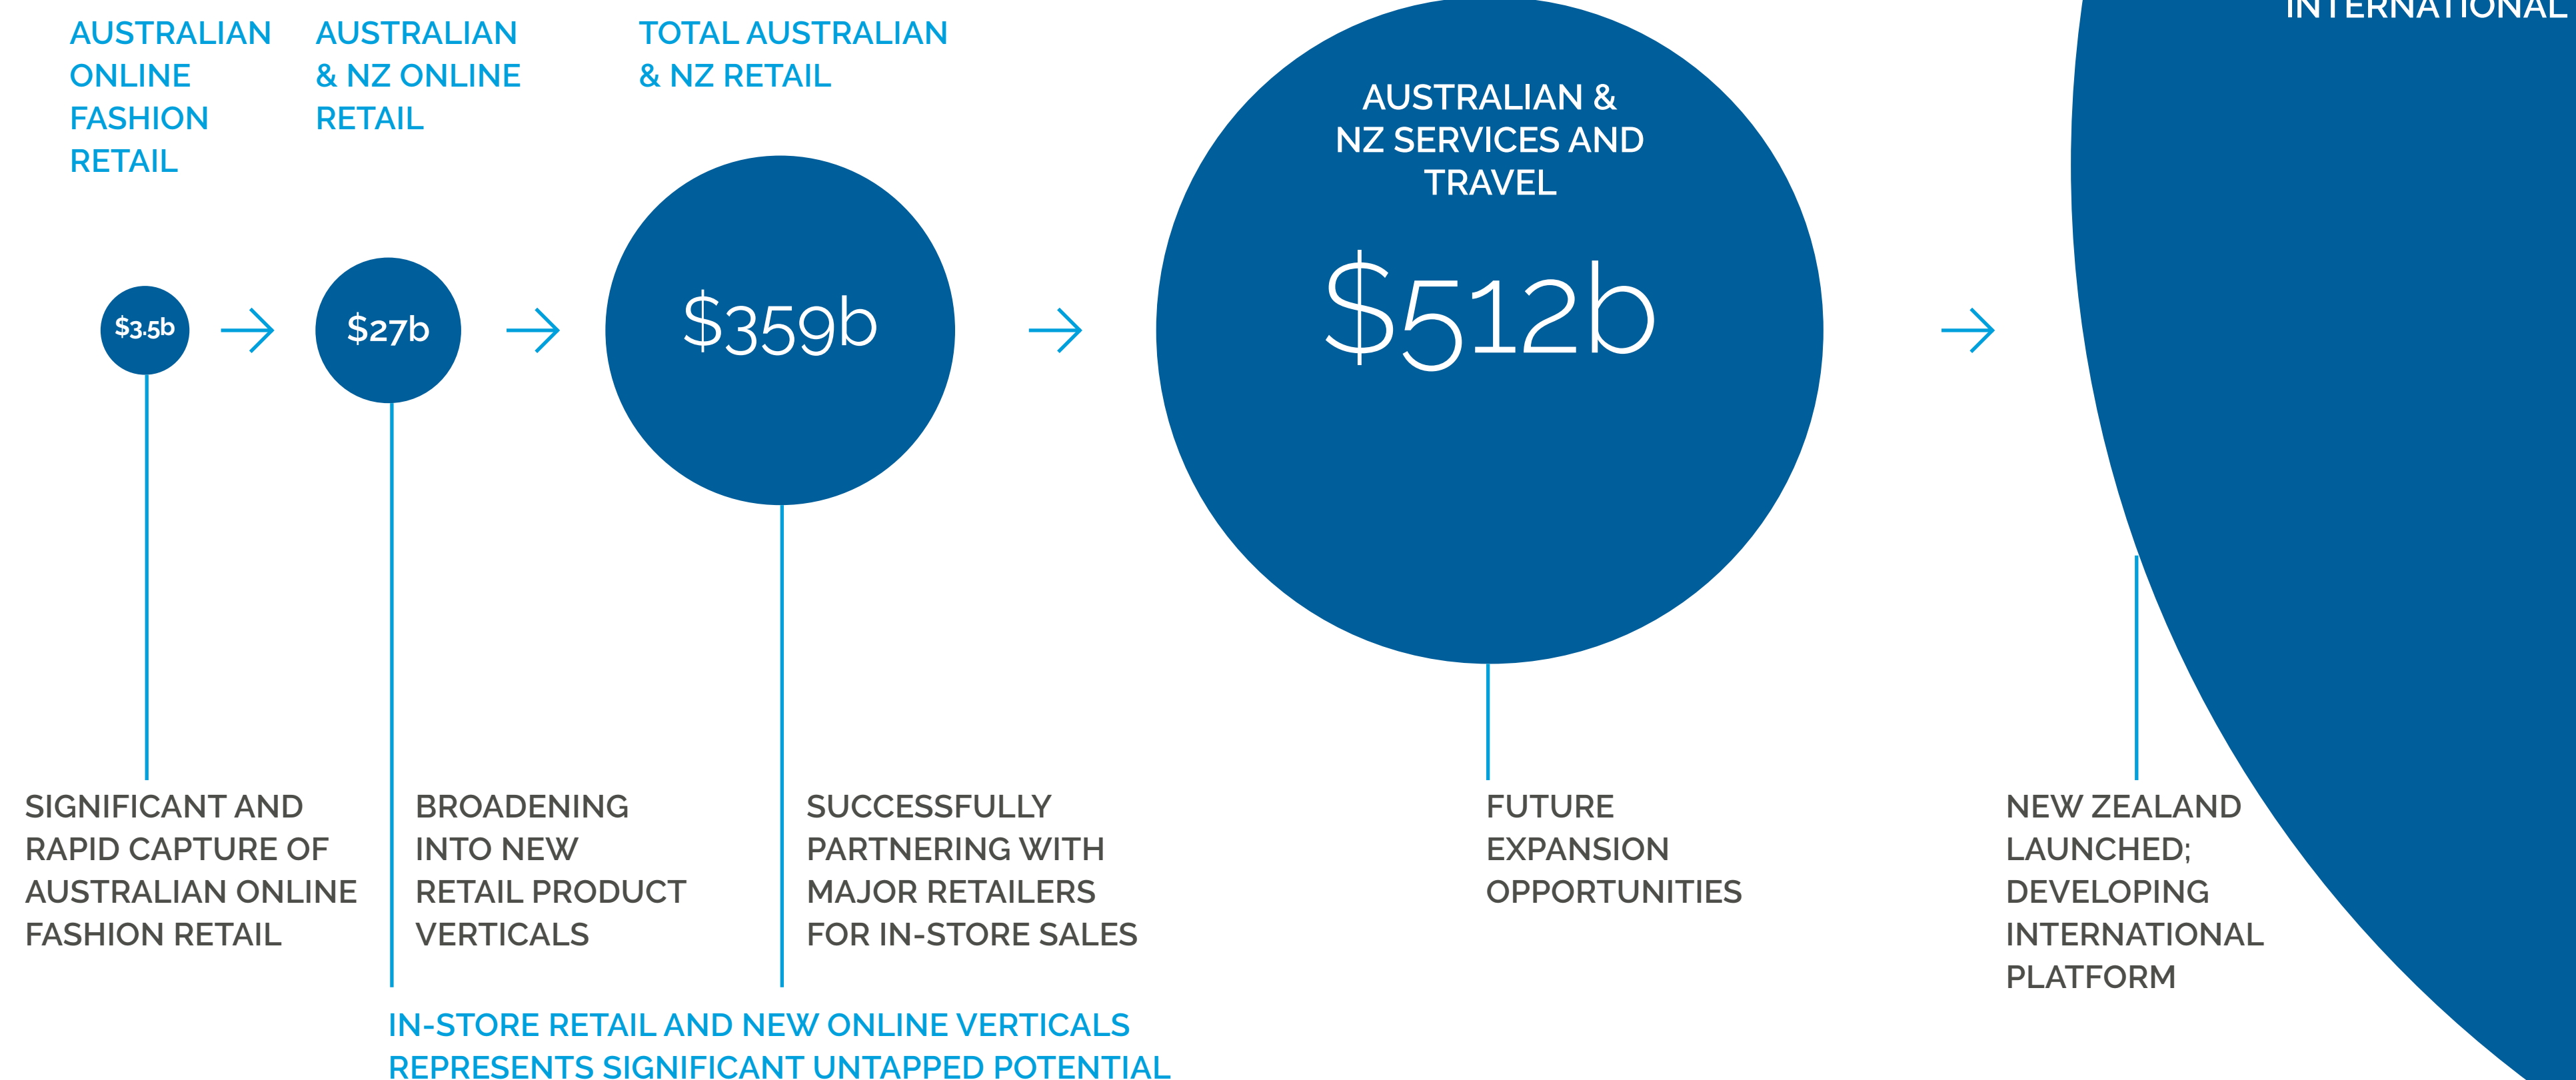 AUSTRALIAN
ONLINE
FASHION
RETAIL
AUSTRALIAN
& NZ ONLINE
RETAIL
TOTAL AUSTRALIAN
& NZ RETAIL
AUSTRALIAN &
NZ SERVICES AND
TRAVEL
INTERNATIONAL
$3.5b
$27b
$359b
$512b
SIGNIFICANT AND
RAPID CAPTURE OF
AUSTRALIAN ONLINE
FASHION RETAIL
BROADENING
INTO NEW
RETAIL PRODUCT
VERTICALS
SUCCESSFULLY
PARTNERING WITH
MAJOR RETAILERS
FOR IN-STORE SALES
FUTURE
EXPANSION
OPPORTUNITIES
NEW ZEALAND
LAUNCHED;
DEVELOPING
INTERNATIONAL
PLATFORM
IN-STORE RETAIL AND NEW ONLINE VERTICALS
REPRESENTS SIGNIFICANT UNTAPPED POTENTIAL